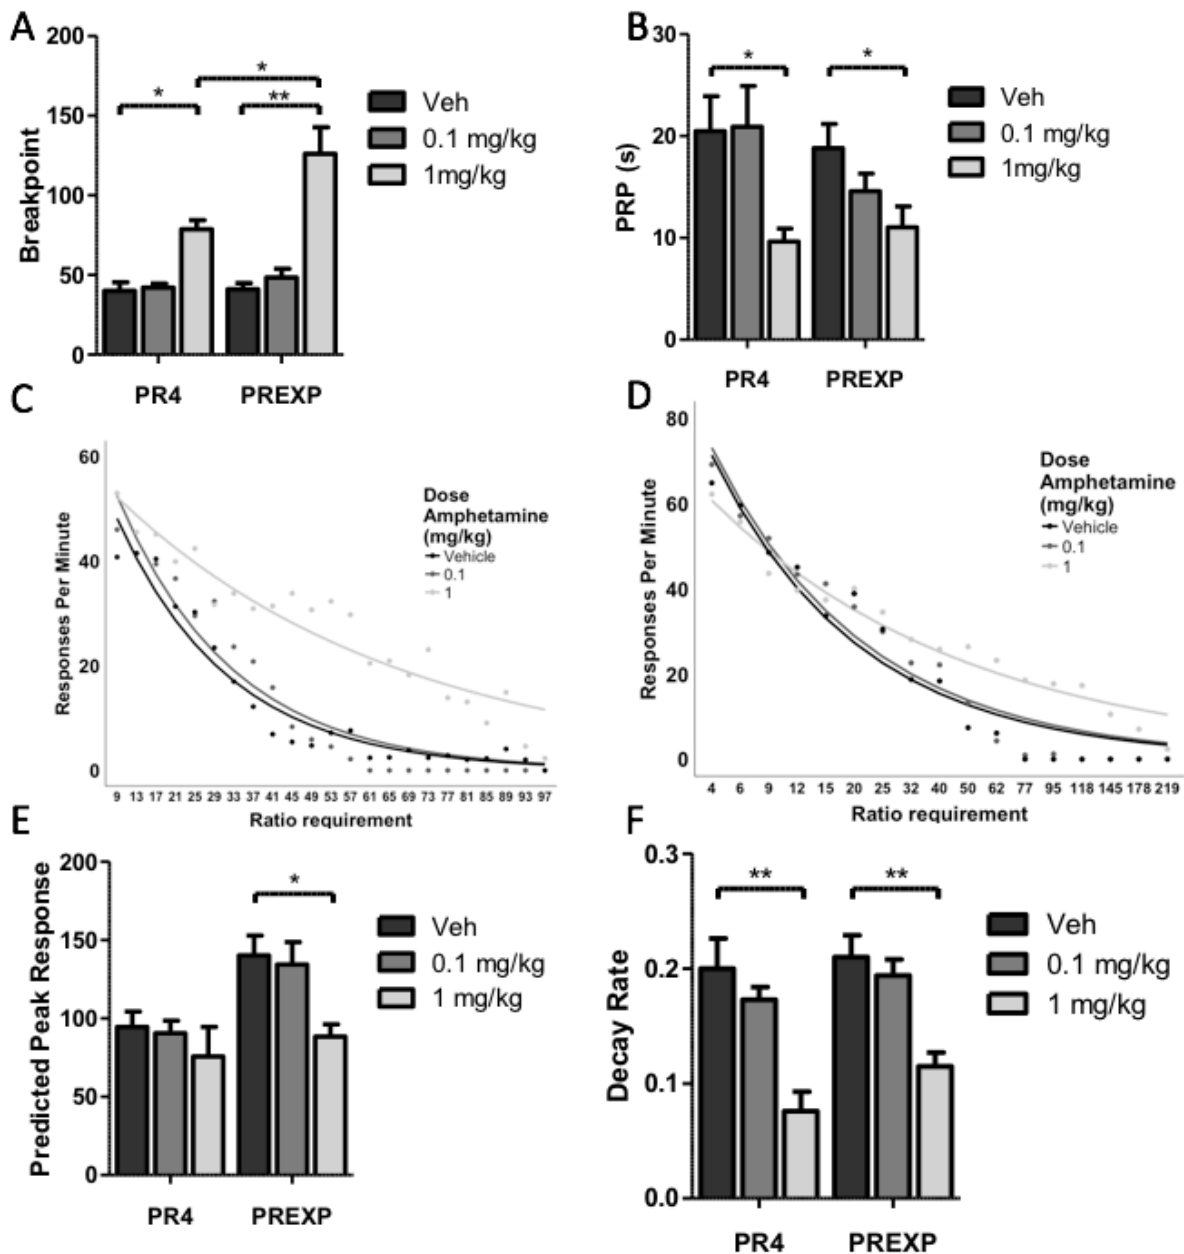 A
200
150
100
50
0
Breakpoint
*
*
**
Veh
0.1 mg/kg
1mg/kg
PR4
PREXP
B
30
20
10
0
PRP (s)
*
*
Veh
0.1 mg/kg
1mg/kg
PR4
PREXP
C
60
40
20
0
Responses Per Minute
Dose
Amphetamine
(mg/kg)
Vehicle
0.1
1
9 13 17 21 25 29 33 37 41 45 49 53 57 61 65 69 73 77 81 85 89 93 97
Ratio requirement
D
80
60
40
20
0
Responses Per Minute
Dose
Amphetamine
(mg/kg)
Vehicle
0.1
1
4 6 9 12 15 20 25 32 40 50 62 77 95 118 145 178 219
Ratio requirement
E
200
150
100
50
0
Predicted Peak Response
*
Veh
0.1 mg/kg
1 mg/kg
PR4
PREXP
F
0.3
0.2
0.1
0.0
Decay Rate
**
**
Veh
0.1 mg/kg
1 mg/kg
PR4
PREXP